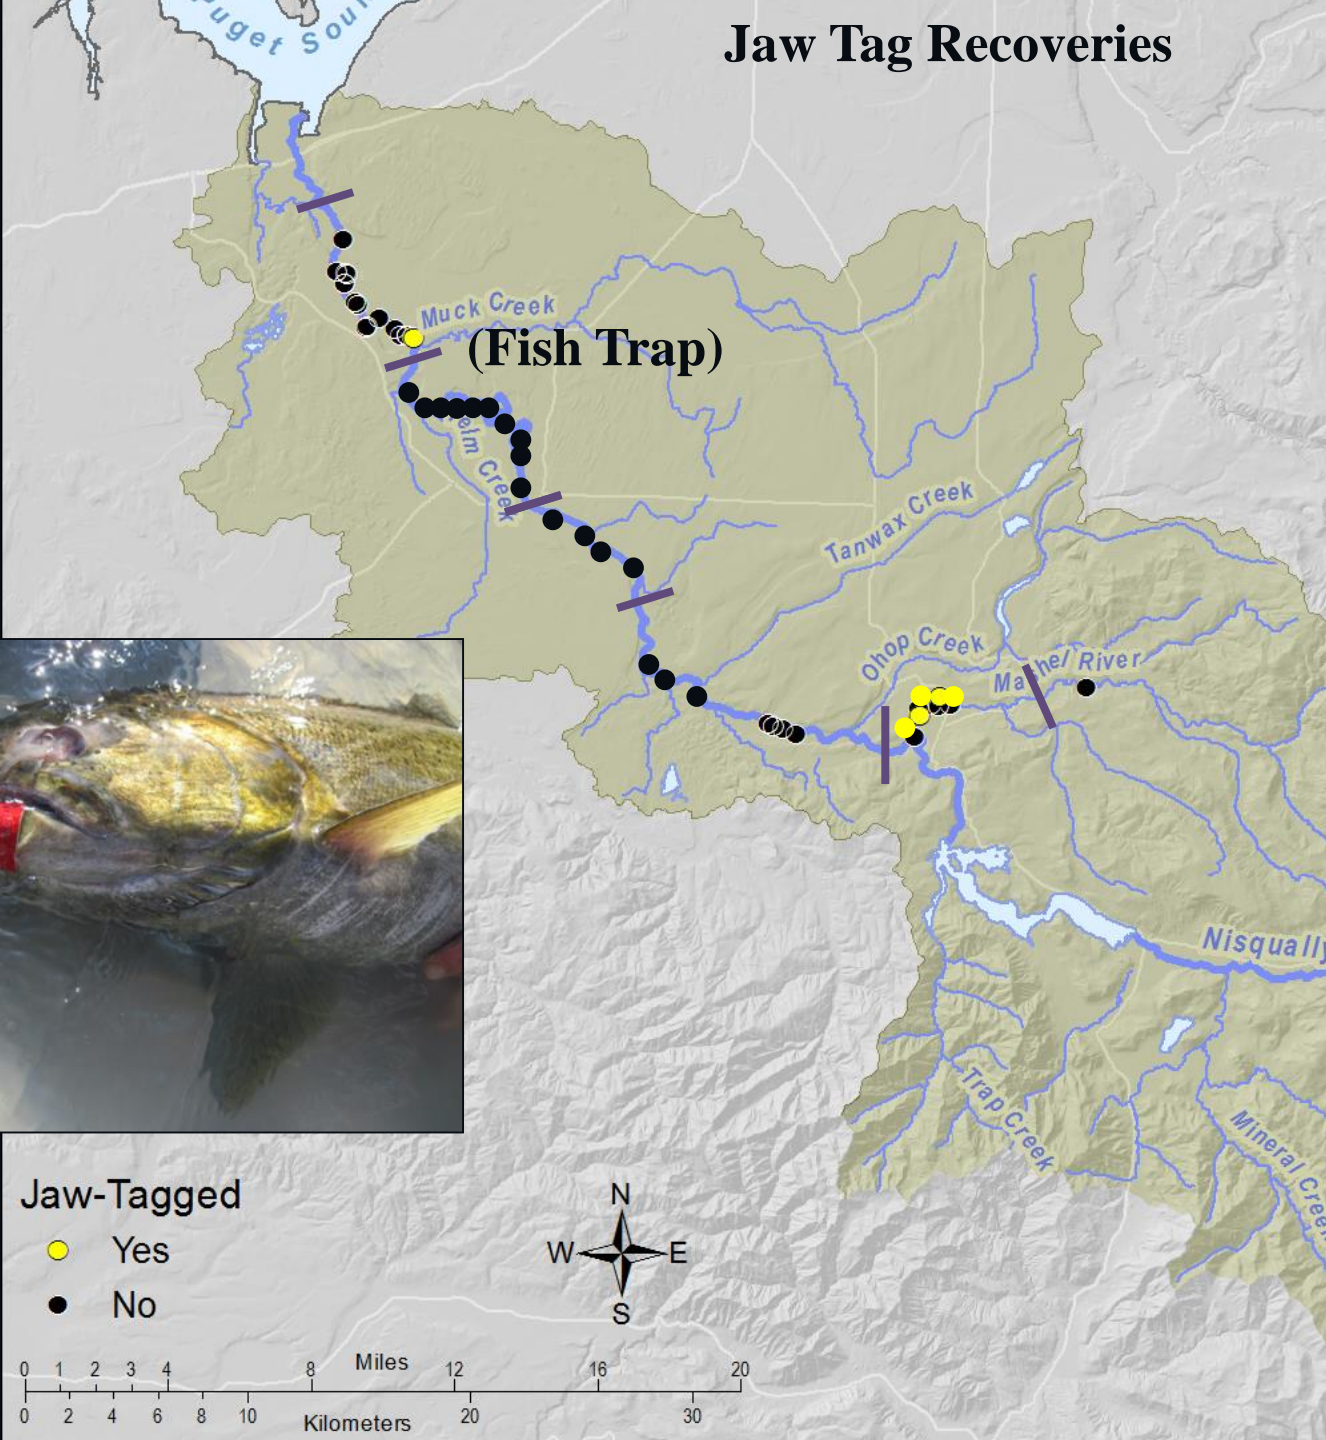 Puget Soun
Jaw Tag Recoveries
Muck Creek
(Fish Trap)
elm Creek
Tanwax Creek
Ohop Creek
Ma hel River
Nisqually
Trap Creek
Mineral Creek
Jaw-Tagged
Yes
No
N
W E
S
0 1 2 3 4 8 Miles 12 16 20
0 2 4 6 8 10 Kilometers 20 30